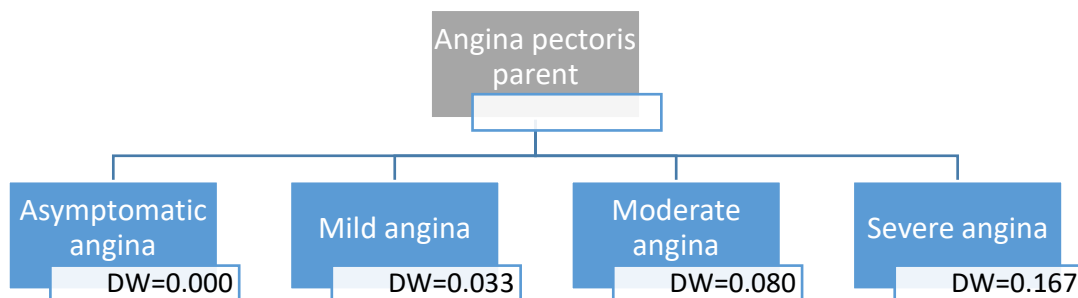 Angina pectoris
parent
Asymptomatic
angina
DW=0.000
Mild angina
DW=0.033
Moderate
angina
DW=0.080
Severe angina
DW=0.167